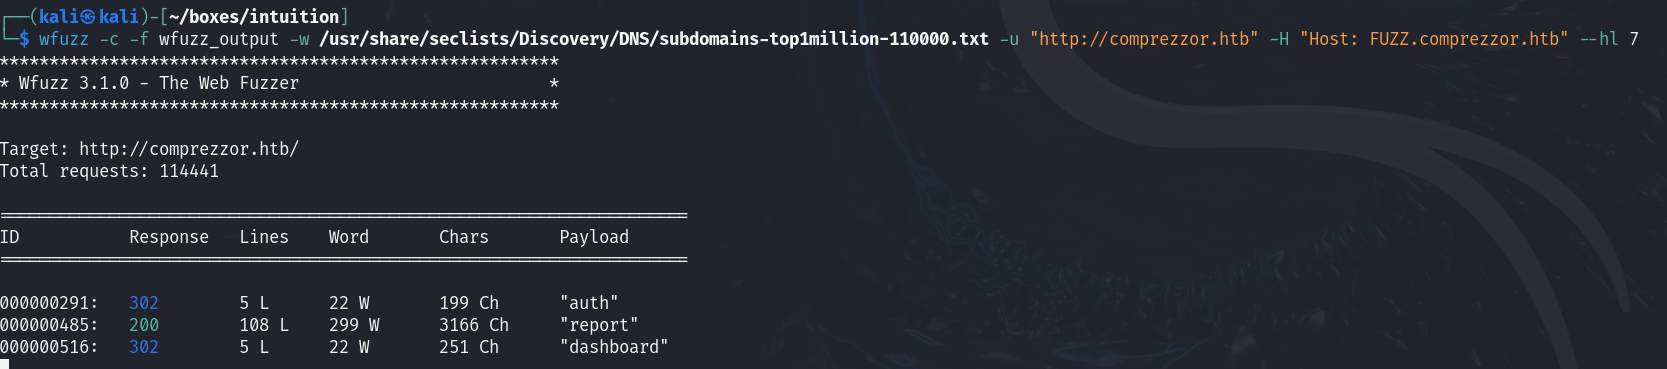 ┌──(kali㉿kali)-[~/boxes/intuition]
└─$ wfuzz -c -f wfuzz_output -w /usr/share/seclists/Discovery/DNS/subdomains-top1million-110000.txt -u "http://comprezzor.htb" -H "Host: FUZZ.comprezzor.htb" --hl 7
********************************************************
* Wfuzz 3.1.0 - The Web Fuzzer                         *
********************************************************
Target: http://comprezzor.htb/
Total requests: 114441
=====================================================================
ID           Response   Lines    Word       Chars       Payload
=====================================================================
000000291:   302        5 L      22 W       199 Ch      "auth"
000000485:   200        108 L    299 W      3166 Ch     "report"
000000516:   302        5 L      22 W       251 Ch      "dashboard"